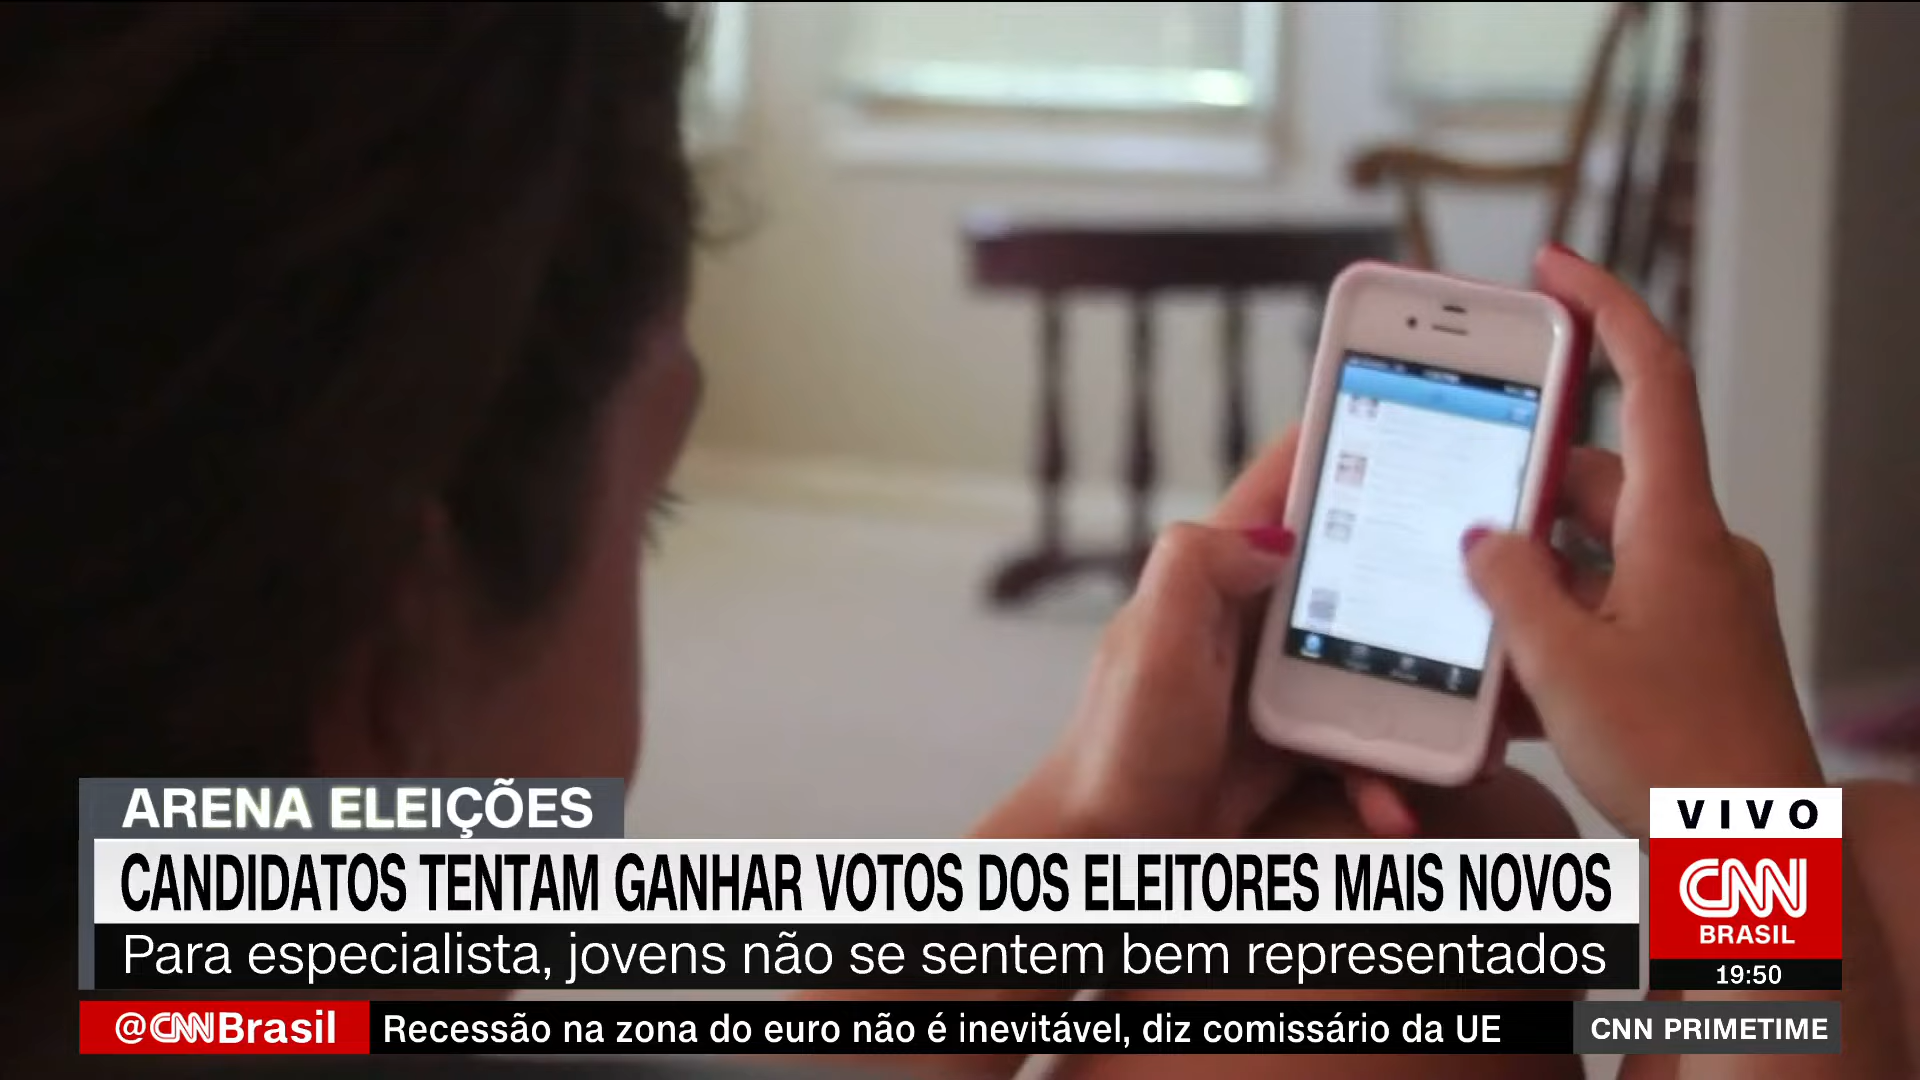 ARENA ELEIÇÕES
CANDIDATOS TENTAM GANHAR VOTOS DOS ELEITORES MAIS NOVOS
Para especialista, jovens não se sentem bem representados
VIVO
CNN
BRASIL
19:50
@CNNBrasil
Recessão na zona do euro não é inevitável, diz comissário da UE
CNN PRIMETIME